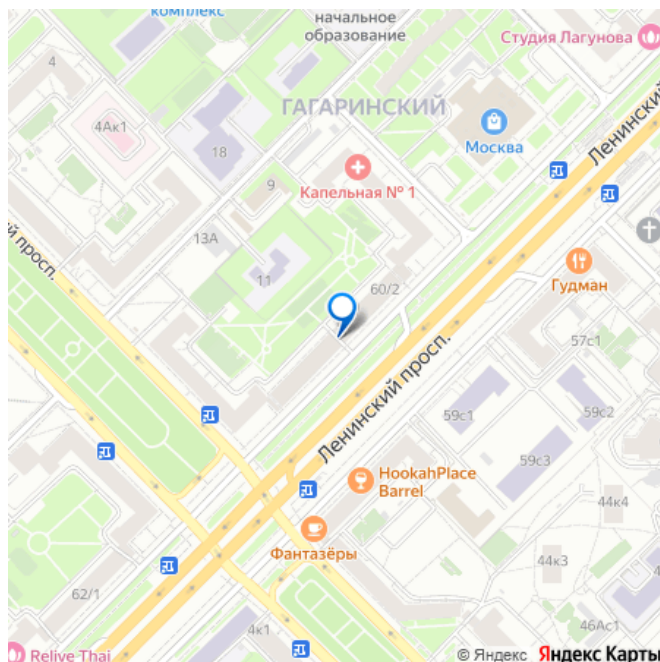 комплекс
начальное
образование
Студия Лагунова
4
4Ак1
ГАГАРИНСКИЙ
Москва
Ленинский
18
9
Капельная № 1
13А
й просп.
11
60/2
Гудман
57с1
Ленинский просп.
59с1
59с2
59с3
HookahPlace
Barrel
44к4
Фантазёры
44к3
62/1
4к1
46Ас1
Relive Thai
© Яндекс Яндекс Карты